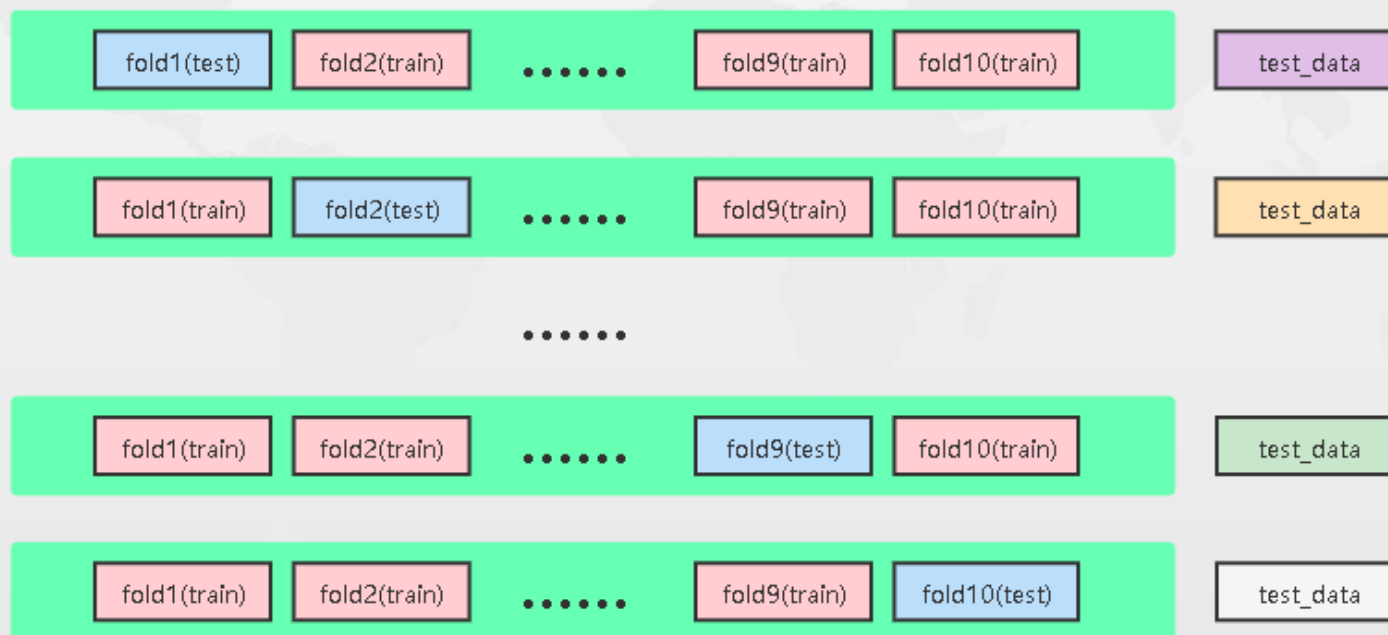 fold1(test) fold2(train) ...... fold9(train) fold10(train) test_data
fold1(train) fold2(test) ...... fold9(train) fold10(train) test_data
......
fold1(train) fold2(train) ...... fold9(test) fold10(train) test_data
fold1(train) fold2(train) ...... fold9(train) fold10(test) test_data